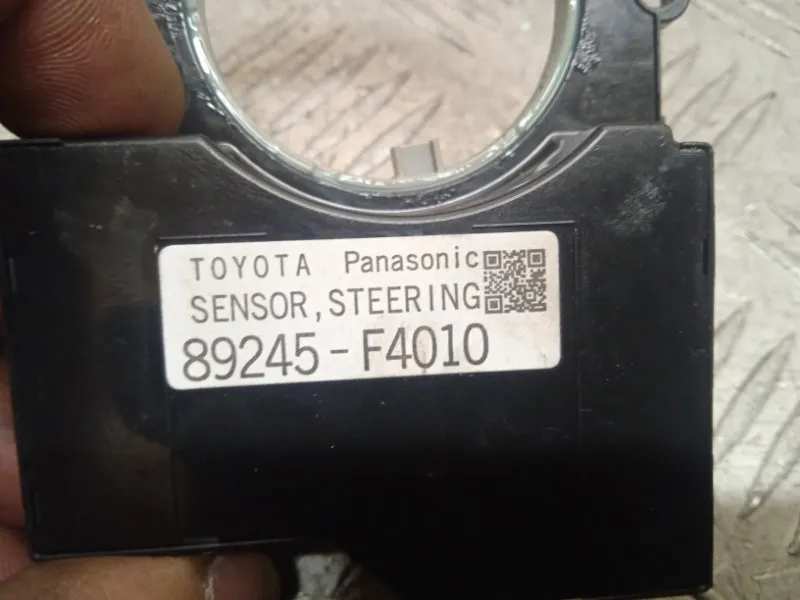 TOYOTA Panasonic
SENSOR,STEERING
89245-F4010